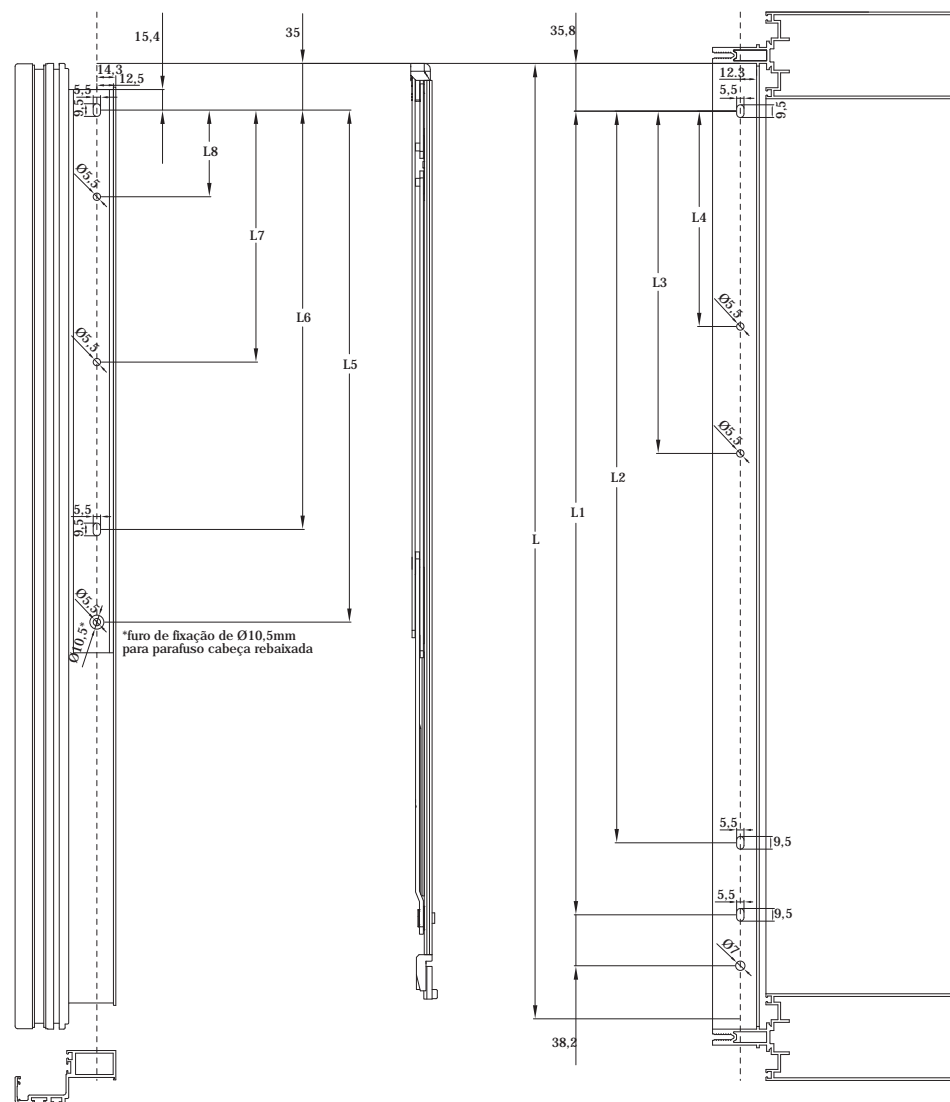 15,4
35
35,8
14,3
12,5
5,5
9,5
12.3
5,5
9,5
L8
Ø5,5
L4
L7
L3
Ø5,5
L6
Ø5,5
L5
Ø5,5
L2
5,5
9,5
L1
L
Ø5,5
Ø10,5*
*furo de fixação de Ø10,5mm
para parafuso cabeça rebaixada
5,5
9,5
5,5
9,5
Ø7
38,2